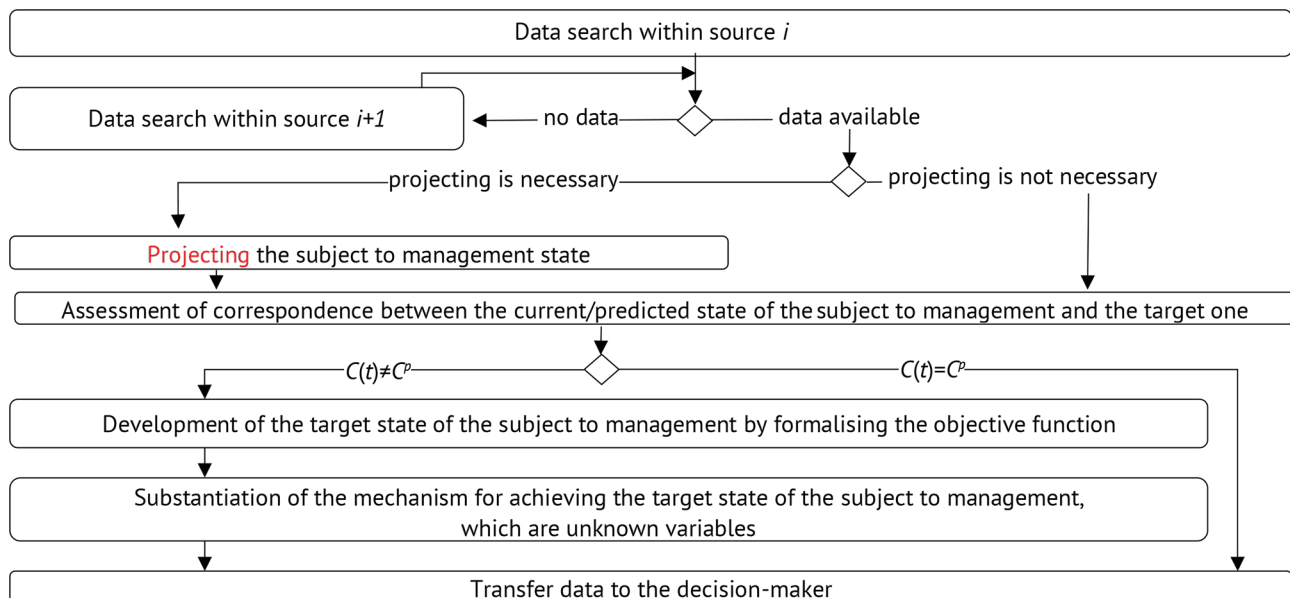 Data search within source i
Data search within source i+1
no data
data available
projecting is necessary
projecting is not necessary
Projecting the subject to management state
Assessment of correspondence between the current/predicted state of the subject to management and the target one
C(t)≠Cᵖ
C(t)=Cᵖ
Development of the target state of the subject to management by formalising the objective function
Substantiation of the mechanism for achieving the target state of the subject to management,
which are unknown variables
Transfer data to the decision-maker